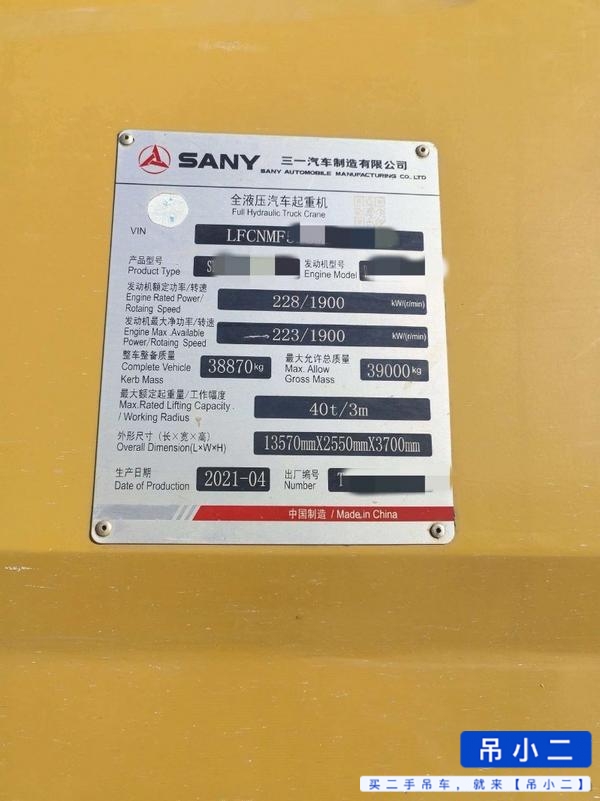 SANY 三一汽车制造有限公司
SANY AUTOMOBILE MANUFACTURING CO., LTD
全液压汽车起重机
Full Hydraulic Truck Crane
VIN LFCNMF
产品型号 发动机型号
Product Type S Engine Model
发动机额定功率/转速
Engine Rated Power/ 228/1900 kW/(r/min)
Rotaing Speed
发动机最大净功率/转速
Engine Max .Available 223/1900 kW/(r/min)
Power/Rotaing Speed
整车整备质量 最大允许总质量
Complete Vehicle 38870kg Max. Allow 39000kg
Kerb Mass Gross Mass
最大额定起重量/工作幅度
Max.Rated Lifting Capacity 40t/3m
/ Working Radius
外形尺寸（长×宽×高）
Overall Dimension(L×W×H) 13570mmX2550mmX3700mm
生产日期 出厂编号
Date of Production 2021-04 Number T
中国制造 / Made in China
吊小二
买二手吊车，就来【吊小二】